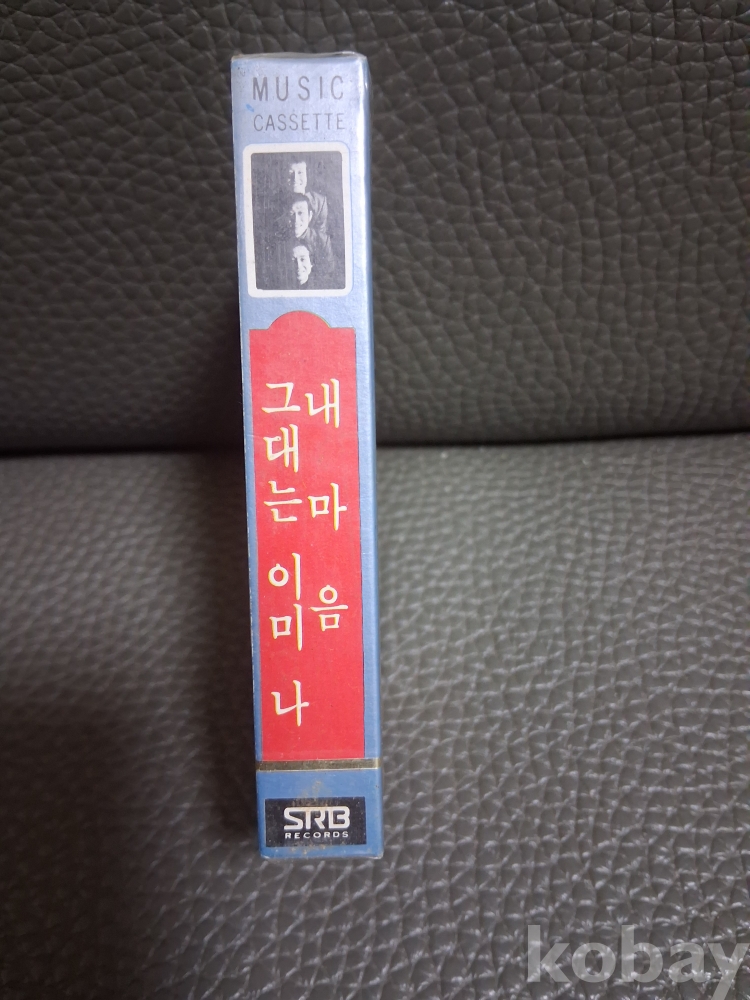 MUSIC
CASSETTE
내 마 음
그대는 이미 나
SRB
RECORDS
kobay